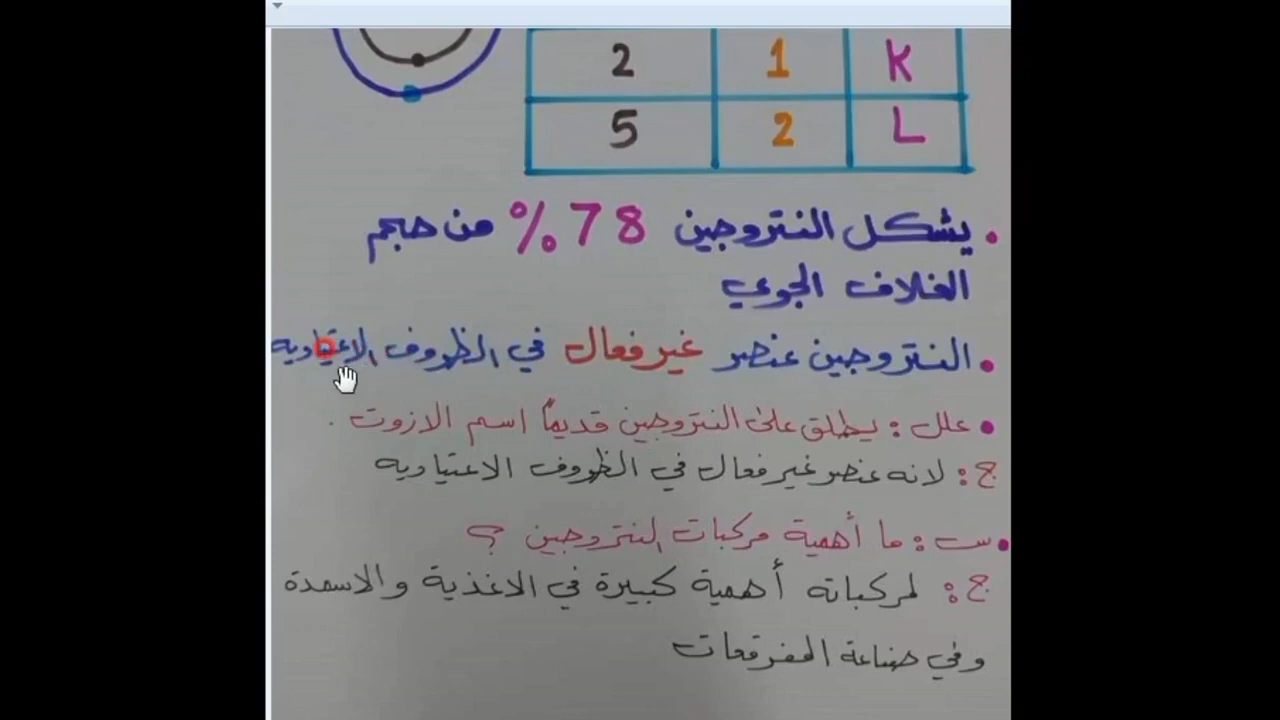 K 1 2
L 2 5
• يشكل النتروجين 78 % من حجم
الغلاف الجوي
• النتروجين عنصر غير فعال في الظروف الاعتياديه
• علل : يطلق على النتروجين قديماً اسم الازوت .
ج : لانه عنصر غير فعال في الظروف الاعتياديه
• س : ما أهمية مركبات النتروجين ؟
ج : لمركباته أهمية كبيرة في الاغذية والاسمدة
وفي صناعة المفرقعات